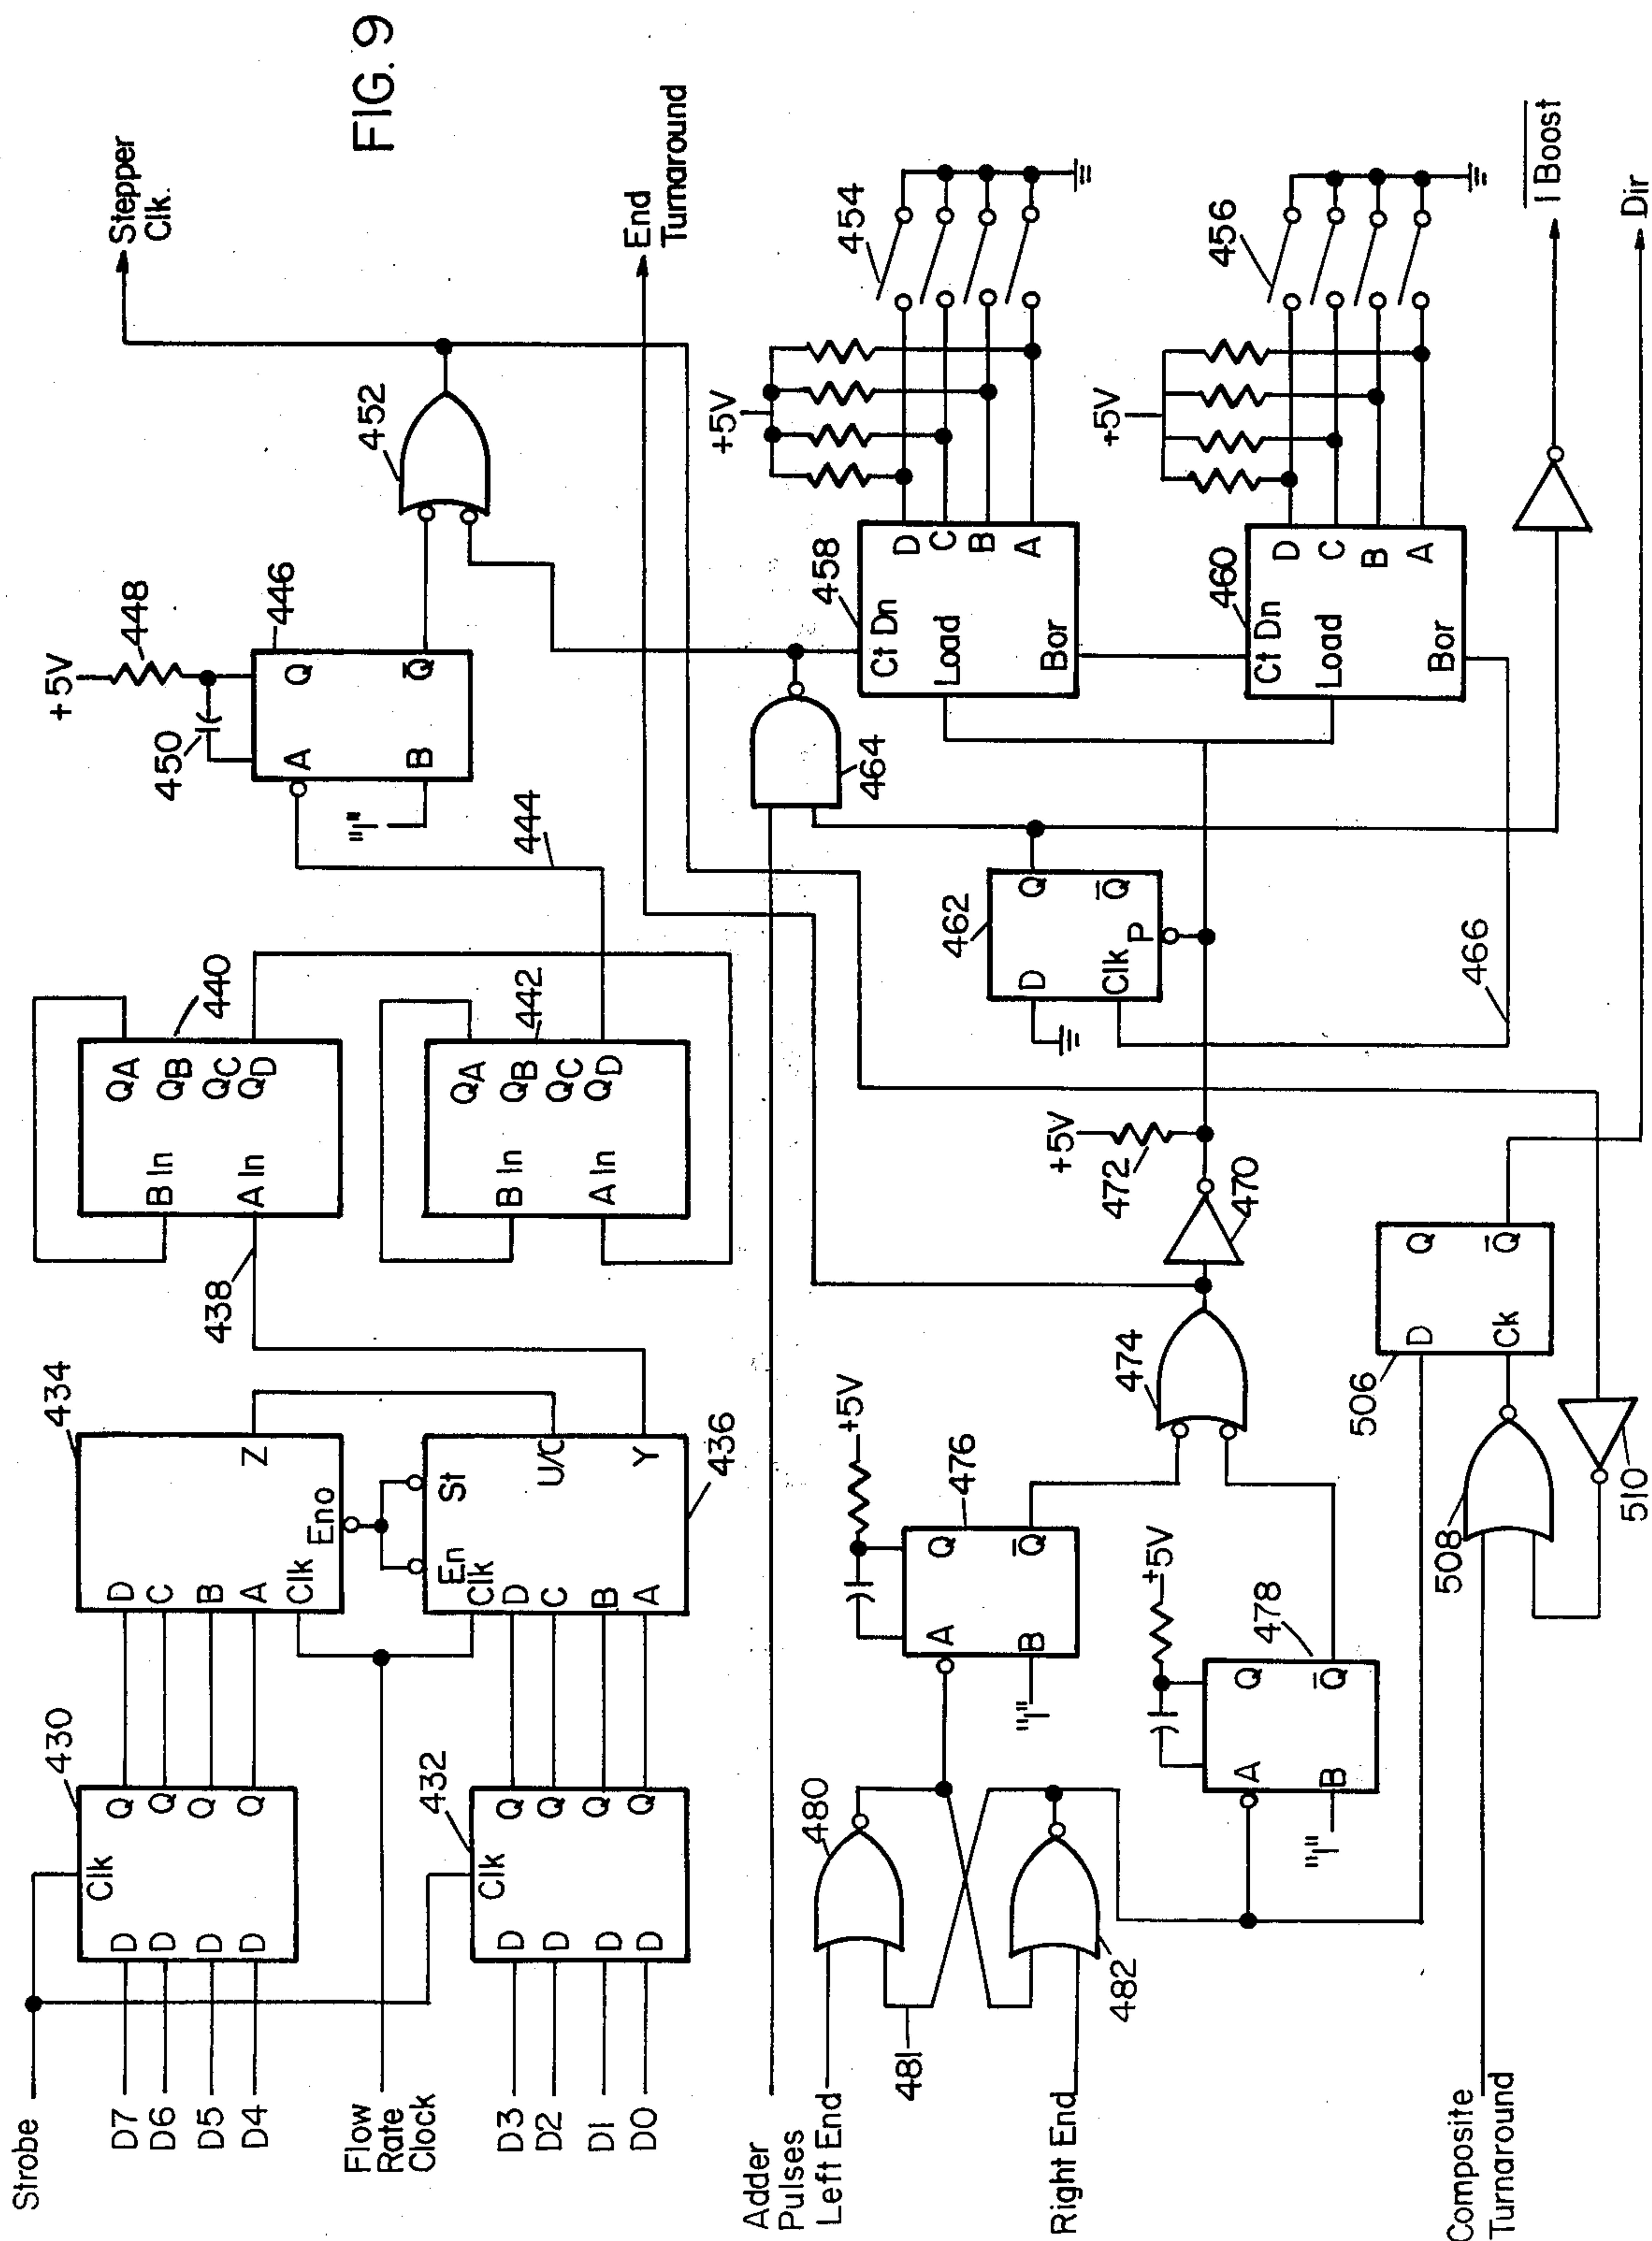 FIG. 9
Strobe
D7
D6
D5
D4
Flow
Rate
Clock
D3
D2
D1
D0
Adder
Pulses
Left End
Right End
Composite
Turnaround
430
Clk
D Q
D Q
D Q
D Q
432
Clk
D Q
D Q
D Q
D Q
434
D
C
B
A
Clk
Eno
Z
En
St
Clk
D
C
B
A
U/C
Y
436
438
440
QA
QB
QC
QD
B In
A In
442
QA
QB
QC
QD
B In
A In
444
+5V
448
450
446
A
Q
B
Q̅
"1"
452
Stepper
Clk.
End
Turnaround
+5V
454
458
Ct Dn
Load
Bor
D
C
B
A
464
+5V
456
460
Ct Dn
Load
Bor
D
C
B
A
462
D
Q
Clk
Q̅
P
466
+5V
472
470
474
+5V
476
A
Q
B
Q̅
"1"
+5V
478
A
Q
B
Q̅
"1"
480
481
482
506
D
Q
Ck
Q̅
508
510
I Boost
Dir